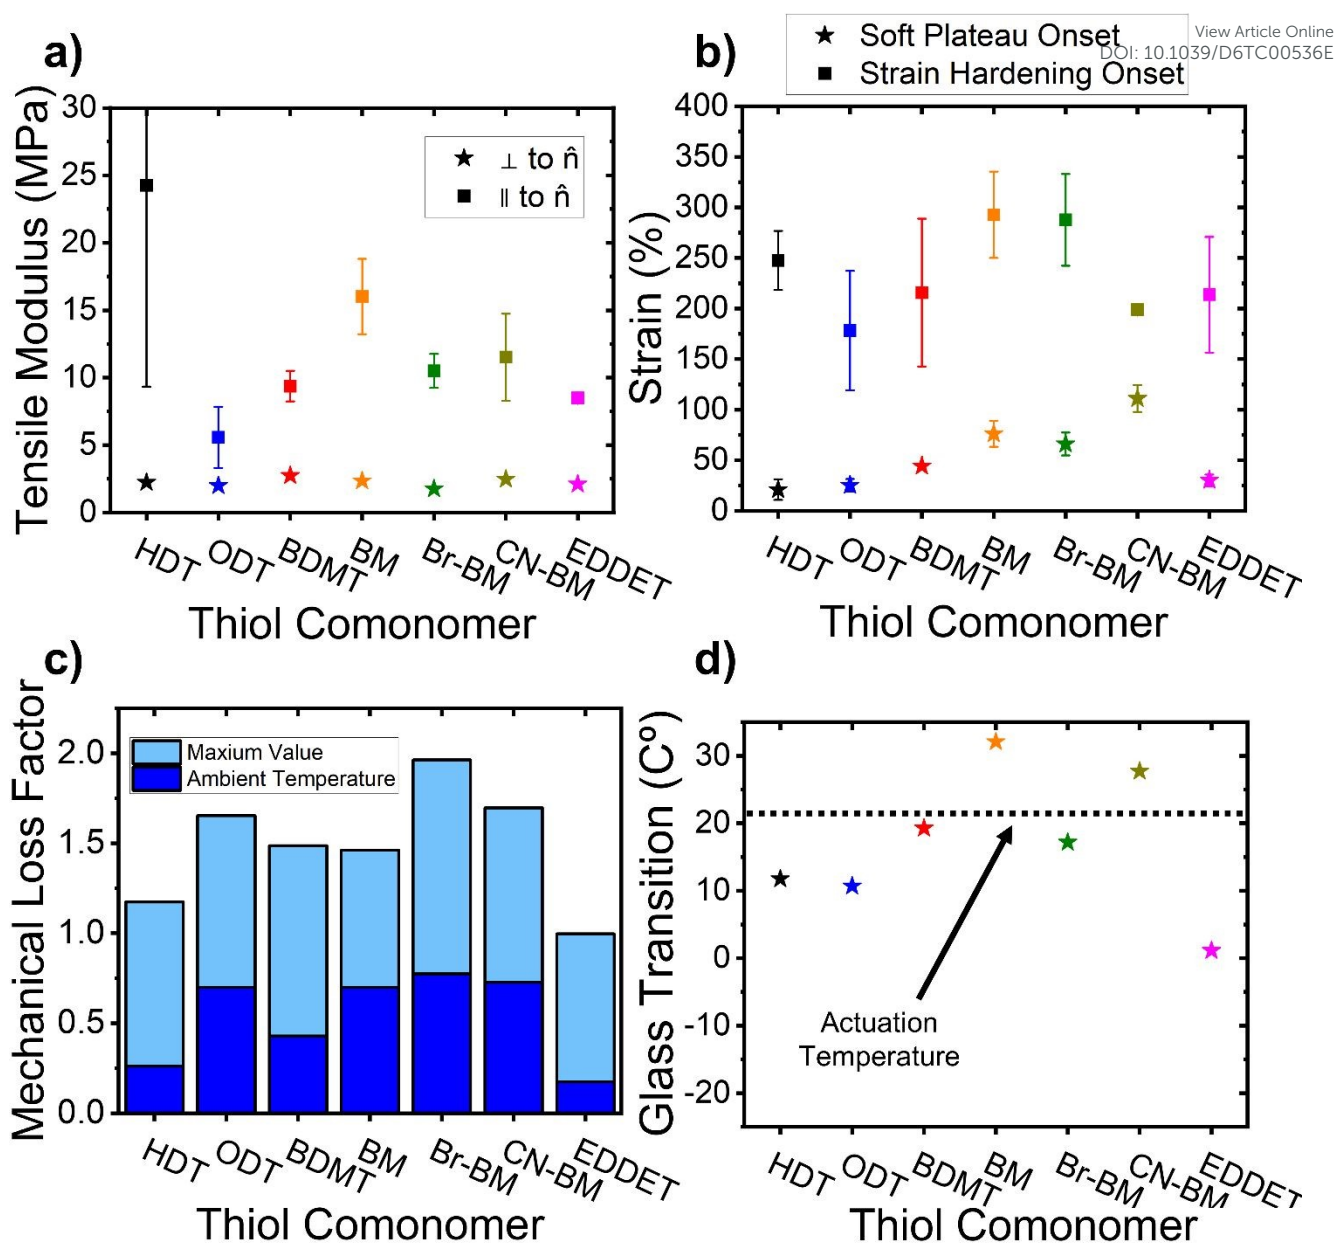 View Article Online
DOI: 10.1039/D6TC00536E
a)
Tensile Modulus (MPa)
30
25
20
15
10
5
0
⊥ to n̂
∥ to n̂
HDT
ODT
BDMT
BM
Br-BM
CN-BM
EDDET
Thiol Comonomer
b)
Soft Plateau Onset
Strain Hardening Onset
Strain (%)
400
350
300
250
200
150
100
50
0
HDT
ODT
BDMT
BM
Br-BM
CN-BM
EDDET
Thiol Comonomer
c)
Mechanical Loss Factor
2.0
1.5
1.0
0.5
0.0
Maxium Value
Ambient Temperature
HDT
ODT
BDMT
BM
Br-BM
CN-BM
EDDET
Thiol Comonomer
d)
Glass Transition (Cº)
30
20
10
0
-10
-20
Actuation
Temperature
HDT
ODT
BDMT
BM
Br-BM
CN-BM
EDDET
Thiol Comonomer